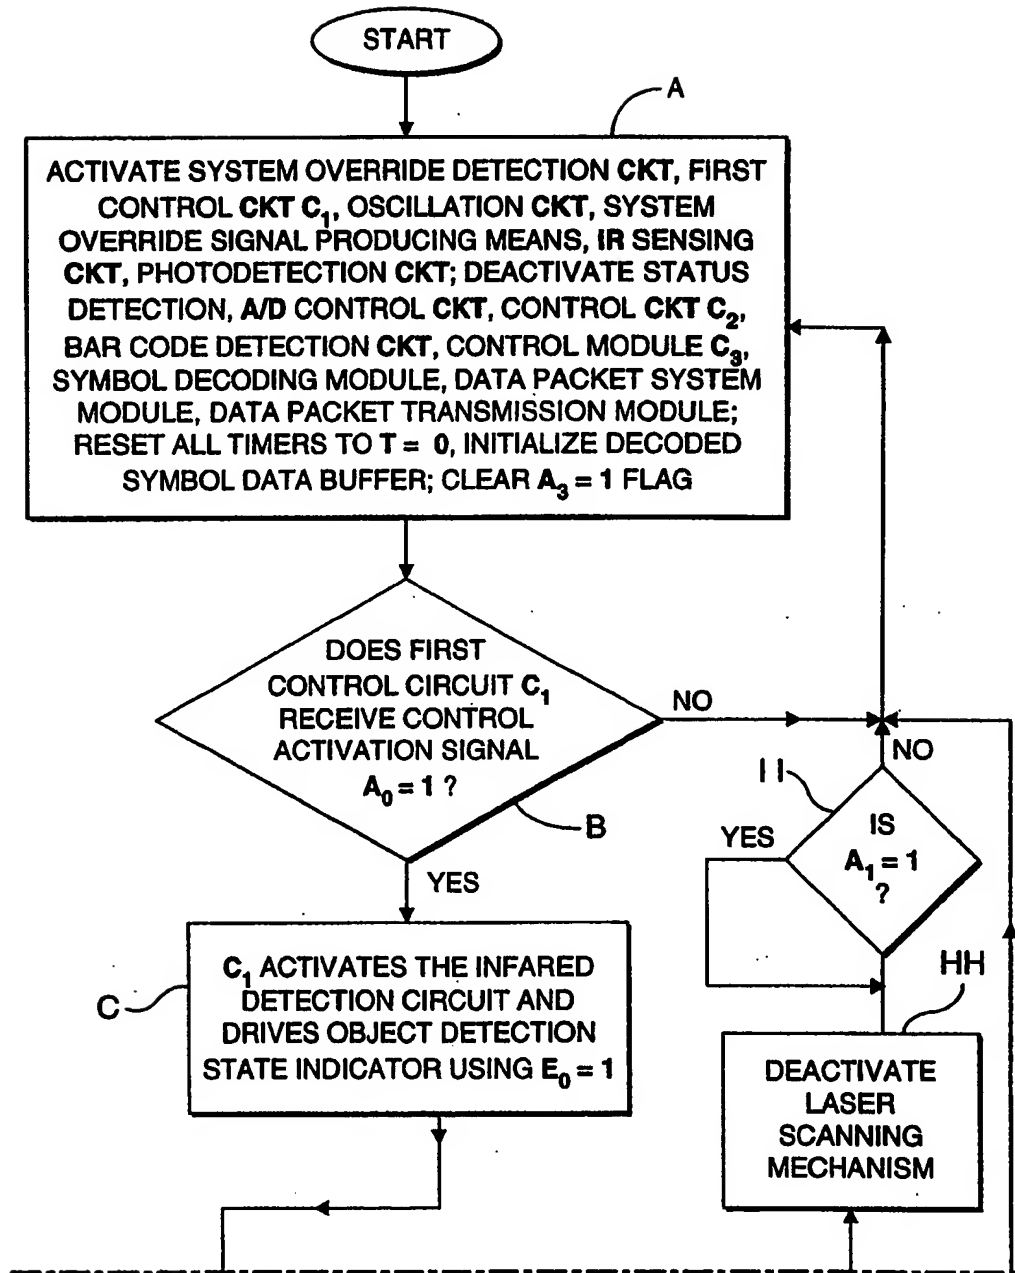 START
A
ACTIVATE SYSTEM OVERRIDE DETECTION CKT, FIRST
CONTROL CKT C₁, OSCILLATION CKT, SYSTEM
OVERRIDE SIGNAL PRODUCING MEANS, IR SENSING
CKT, PHOTODETECTION CKT; DEACTIVATE STATUS
DETECTION, A/D CONTROL CKT, CONTROL CKT C₂,
BAR CODE DETECTION CKT, CONTROL MODULE C₃,
SYMBOL DECODING MODULE, DATA PACKET SYSTEM
MODULE, DATA PACKET TRANSMISSION MODULE;
RESET ALL TIMERS TO T = 0, INITIALIZE DECODED
SYMBOL DATA BUFFER; CLEAR A₃ = 1 FLAG
DOES FIRST
CONTROL CIRCUIT C₁
RECEIVE CONTROL
ACTIVATION SIGNAL
A₀ = 1 ?
NO
B
YES
C₁ ACTIVATES THE INFARED
DETECTION CIRCUIT AND
DRIVES OBJECT DETECTION
STATE INDICATOR USING E₀ = 1
C
NO
II
YES
IS
A₁ = 1
?
HH
DEACTIVATE
LASER
SCANNING
MECHANISM